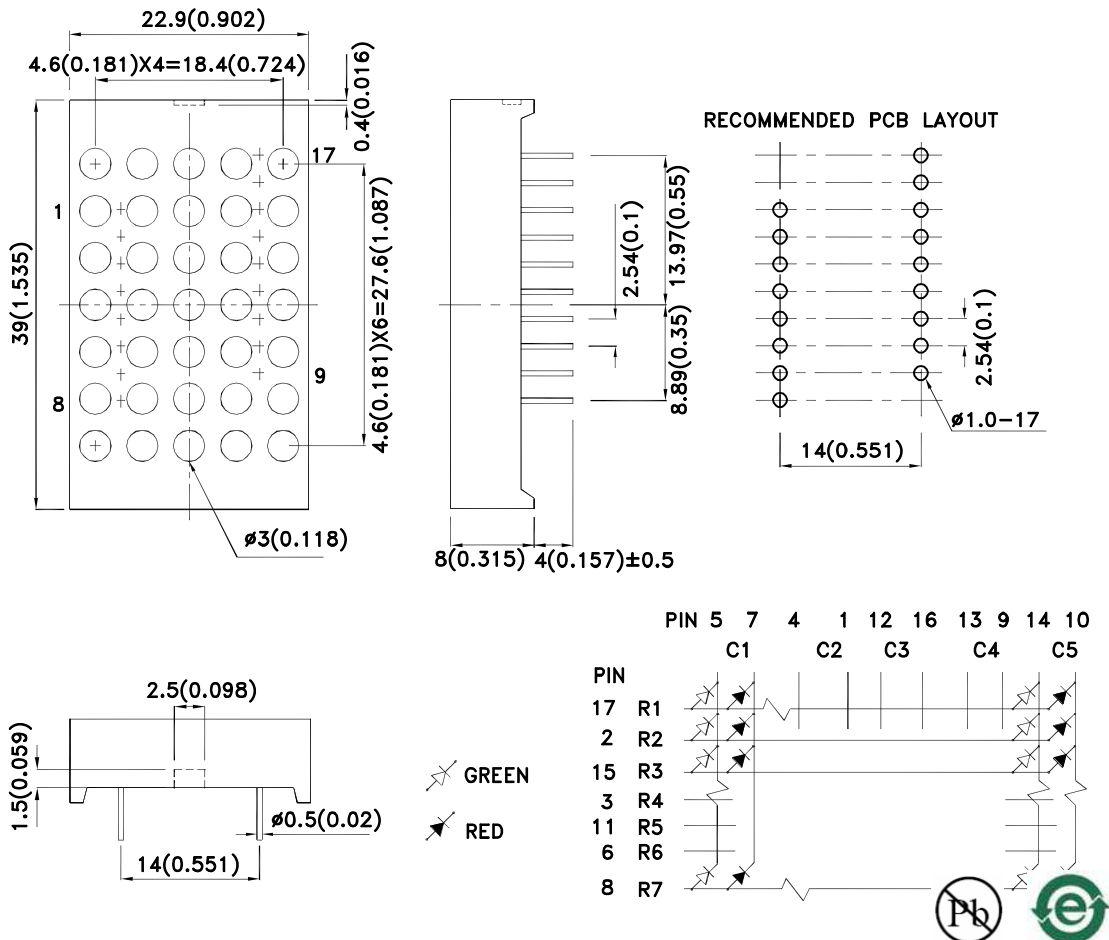 22.9(0.902)
4.6(0.181)X4=18.4(0.724)
0.4(0.016)
17
1
39(1.535)
4.6(0.181)X6=27.6(1.087)
9
8
ø3(0.118)
13.97(0.55)
2.54(0.1)
8.89(0.35)
8(0.315) 4(0.157)±0.5
RECOMMENDED PCB LAYOUT
2.54(0.1)
ø1.0-17
14(0.551)
2.5(0.098)
1.5(0.059)
ø0.5(0.02)
14(0.551)
GREEN
RED
PIN 5 7 4 1 12 16 13 9 14 10
C1 C2 C3 C4 C5
PIN
17 R1
2 R2
15 R3
3 R4
11 R5
6 R6
8 R7
Pb
e